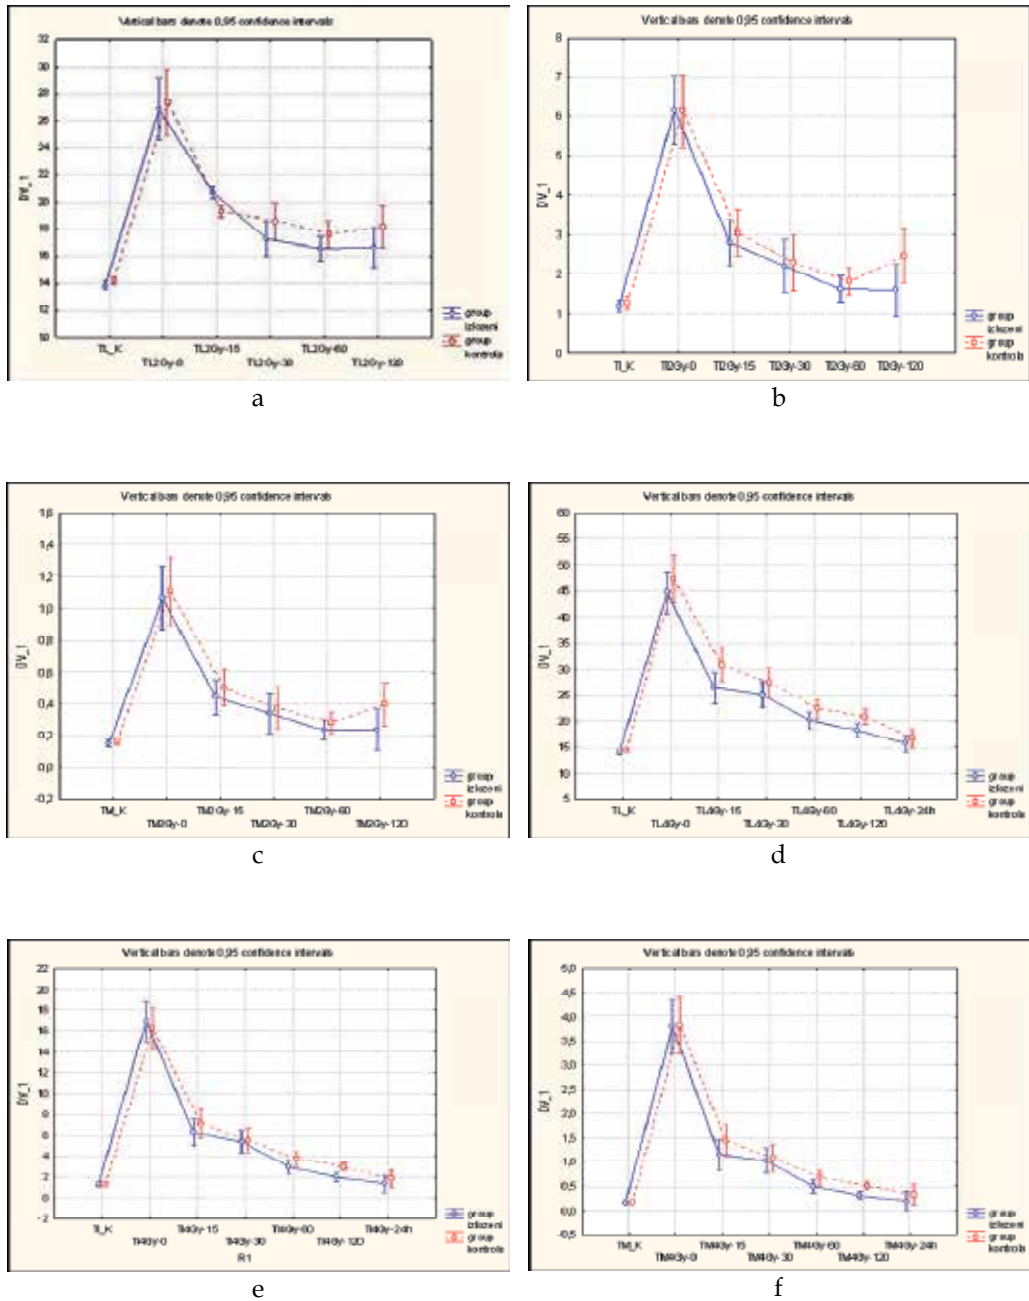 Vertical bars denote 0,95 confidence intervals
32
30
28
26
24
22
20
18
16
14
12
10
DV_1
TL_K
TL2Gy-0
TL2Gy-15
TL2Gy-30
TL2Gy-60
TL2Gy-120
group
izlozeni
group
kontrola
a
Vertical bars denote 0,95 confidence intervals
8
7
6
5
4
3
2
1
0
DV_1
TI_K
TI2Gy-0
TI2Gy-15
TI2Gy-30
TI2Gy-60
TI2Gy-120
group
izlozeni
group
kontrola
b
Vertical bars denote 0,95 confidence intervals
1,6
1,4
1,2
1,0
0,8
0,6
0,4
0,2
0,0
-0,2
DV_1
TM_K
TM2Gy-0
TM2Gy-15
TM2Gy-30
TM2Gy-60
TM2Gy-120
group
izlozeni
group
kontrola
c
Vertical bars denote 0,95 confidence intervals
60
55
50
45
40
35
30
25
20
15
10
5
DV_1
TL_K
TL4Gy-0
TL4Gy-15
TL4Gy-30
TL4Gy-60
TL4Gy-120
TL4Gy-24h
group
izlozeni
group
kontrola
d
Vertical bars denote 0,95 confidence intervals
22
20
18
16
14
12
10
8
6
4
2
0
-2
DV_1
TI_K
TI4Gy-0
TI4Gy-15
TI4Gy-30
TI4Gy-60
TI4Gy-120
TI4Gy-24h
R1
group
izlozeni
group
kontrola
e
Vertical bars denote 0,95 confidence intervals
5,0
4,5
4,0
3,5
3,0
2,5
2,0
1,5
1,0
0,5
0,0
-0,5
DV_1
TM_K
TM4Gy-0
TM4Gy-15
TM4Gy-30
TM4Gy-60
TM4Gy-120
TM4Gy-24h
group
izlozeni
group
kontrola
f